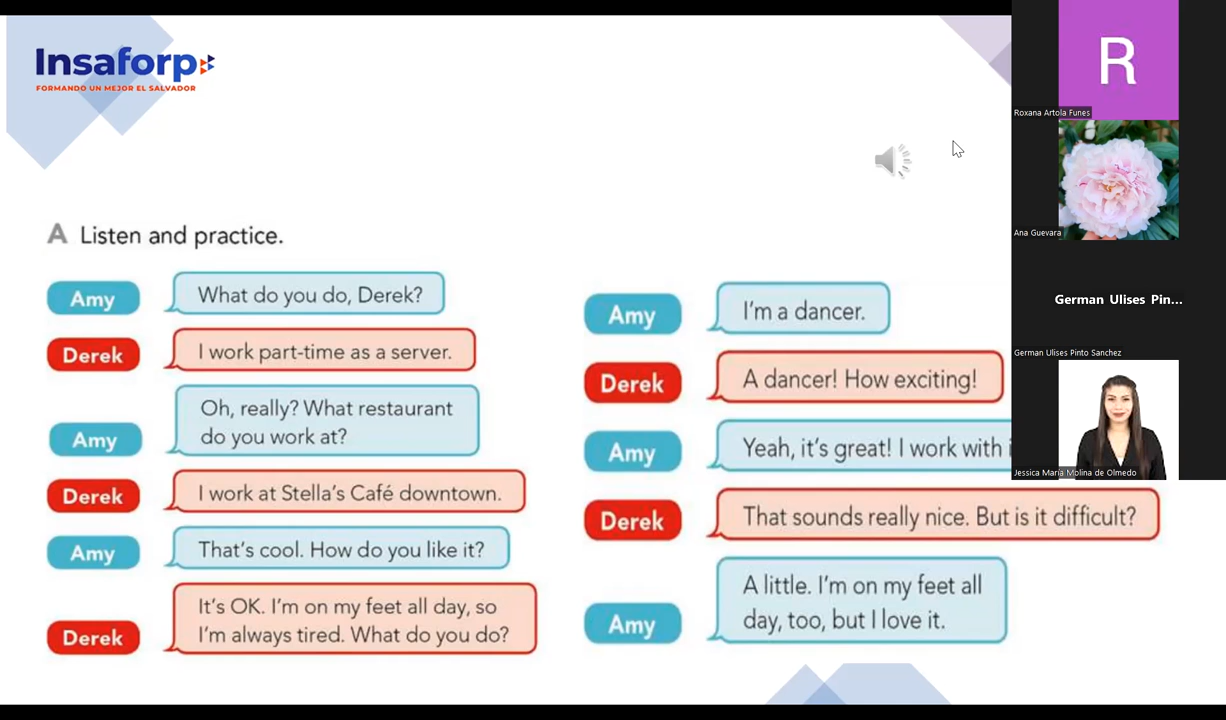 Insaforp
FORMANDO UN MEJOR EL SALVADOR
A Listen and practice.
Amy
What do you do, Derek?
Derek
I work part-time as a server.
Amy
Oh, really? What restaurant
do you work at?
Derek
I work at Stella's Café downtown.
Amy
That's cool. How do you like it?
Derek
It's OK. I'm on my feet all day, so
I'm always tired. What do you do?
Amy
I'm a dancer.
Derek
A dancer! How exciting!
Amy
Yeah, it's great! I work with
Derek
That sounds really nice. But is it difficult?
Amy
A little. I'm on my feet all
day, too, but I love it.
R
Roxana Artola Funes
Ana Guevara
German Ulises Pin...
German Ulises Pinto Sanchez
Jessica Maria Molina de Olmedo